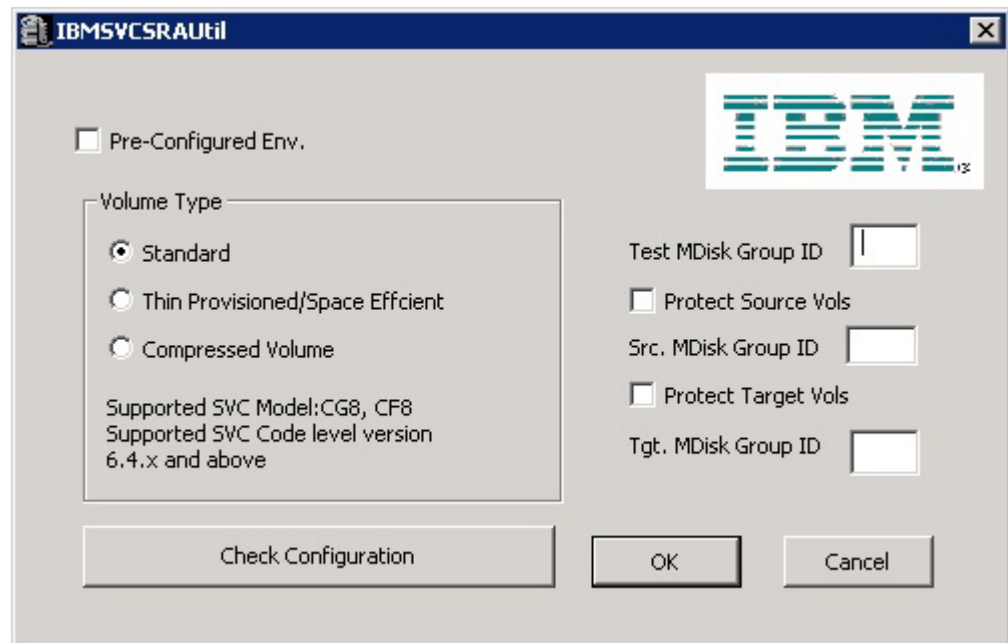 IBMSVCSRAUtil
IBM®
Pre-Configured Env.
Volume Type
Standard
Thin Provisioned/Space Effcient
Compressed Volume
Supported SVC Model:CG8, CF8
Supported SVC Code level version
6.4.x and above
Test MDisk Group ID
Protect Source Vols
Src. MDisk Group ID
Protect Target Vols
Tgt. MDisk Group ID
Check Configuration
OK
Cancel